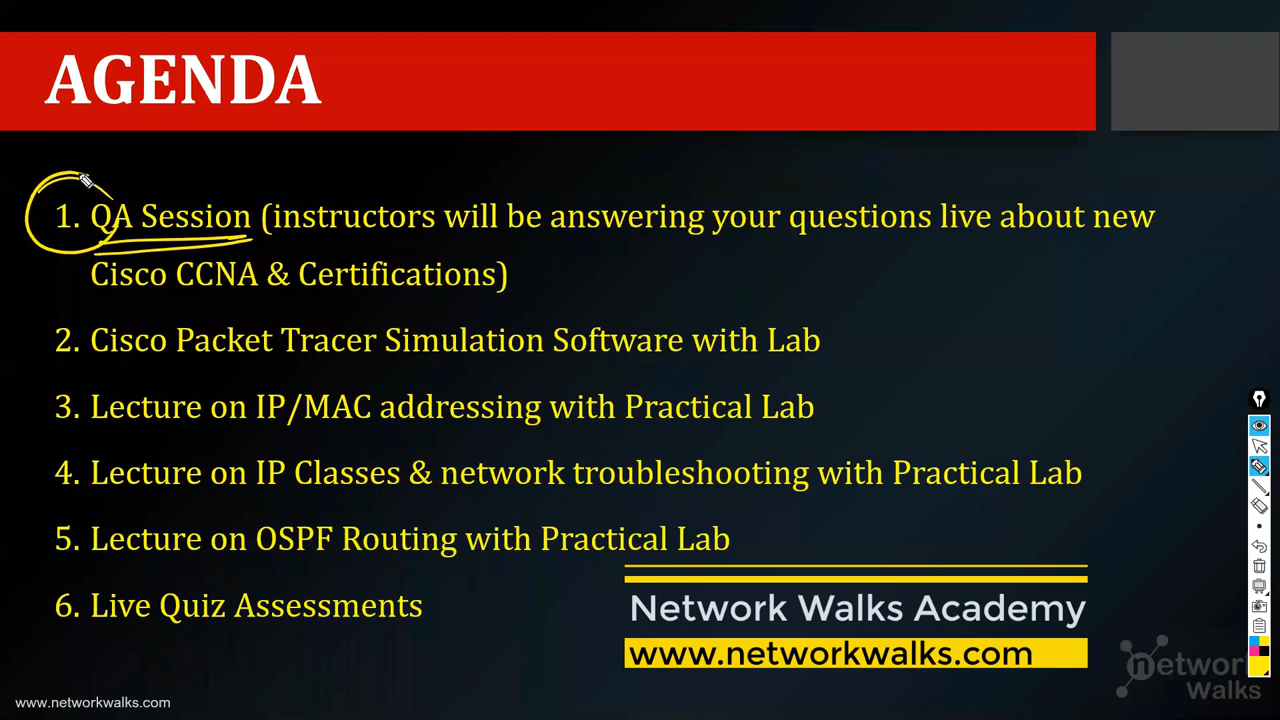 AGENDA
1. QA Session (instructors will be answering your questions live about new
Cisco CCNA & Certifications)
2. Cisco Packet Tracer Simulation Software with Lab
3. Lecture on IP/MAC addressing with Practical Lab
4. Lecture on IP Classes & network troubleshooting with Practical Lab
5. Lecture on OSPF Routing with Practical Lab
6. Live Quiz Assessments
Network Walks Academy
www.networkwalks.com
networ
Walks
www.networkwalks.com